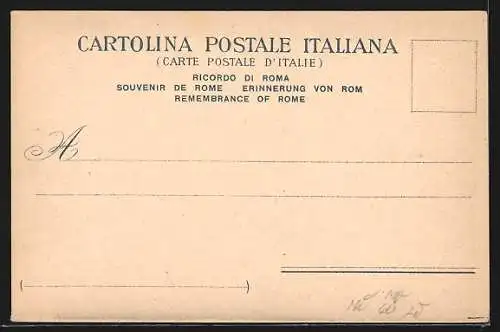 CARTOLINA POSTALE ITALIANA
(CARTE POSTALE D'ITALIE)
RICORDO DI ROMA
SOUVENIR DE ROME ERINNERUNG VON ROM
REMEMBRANCE OF ROME
A